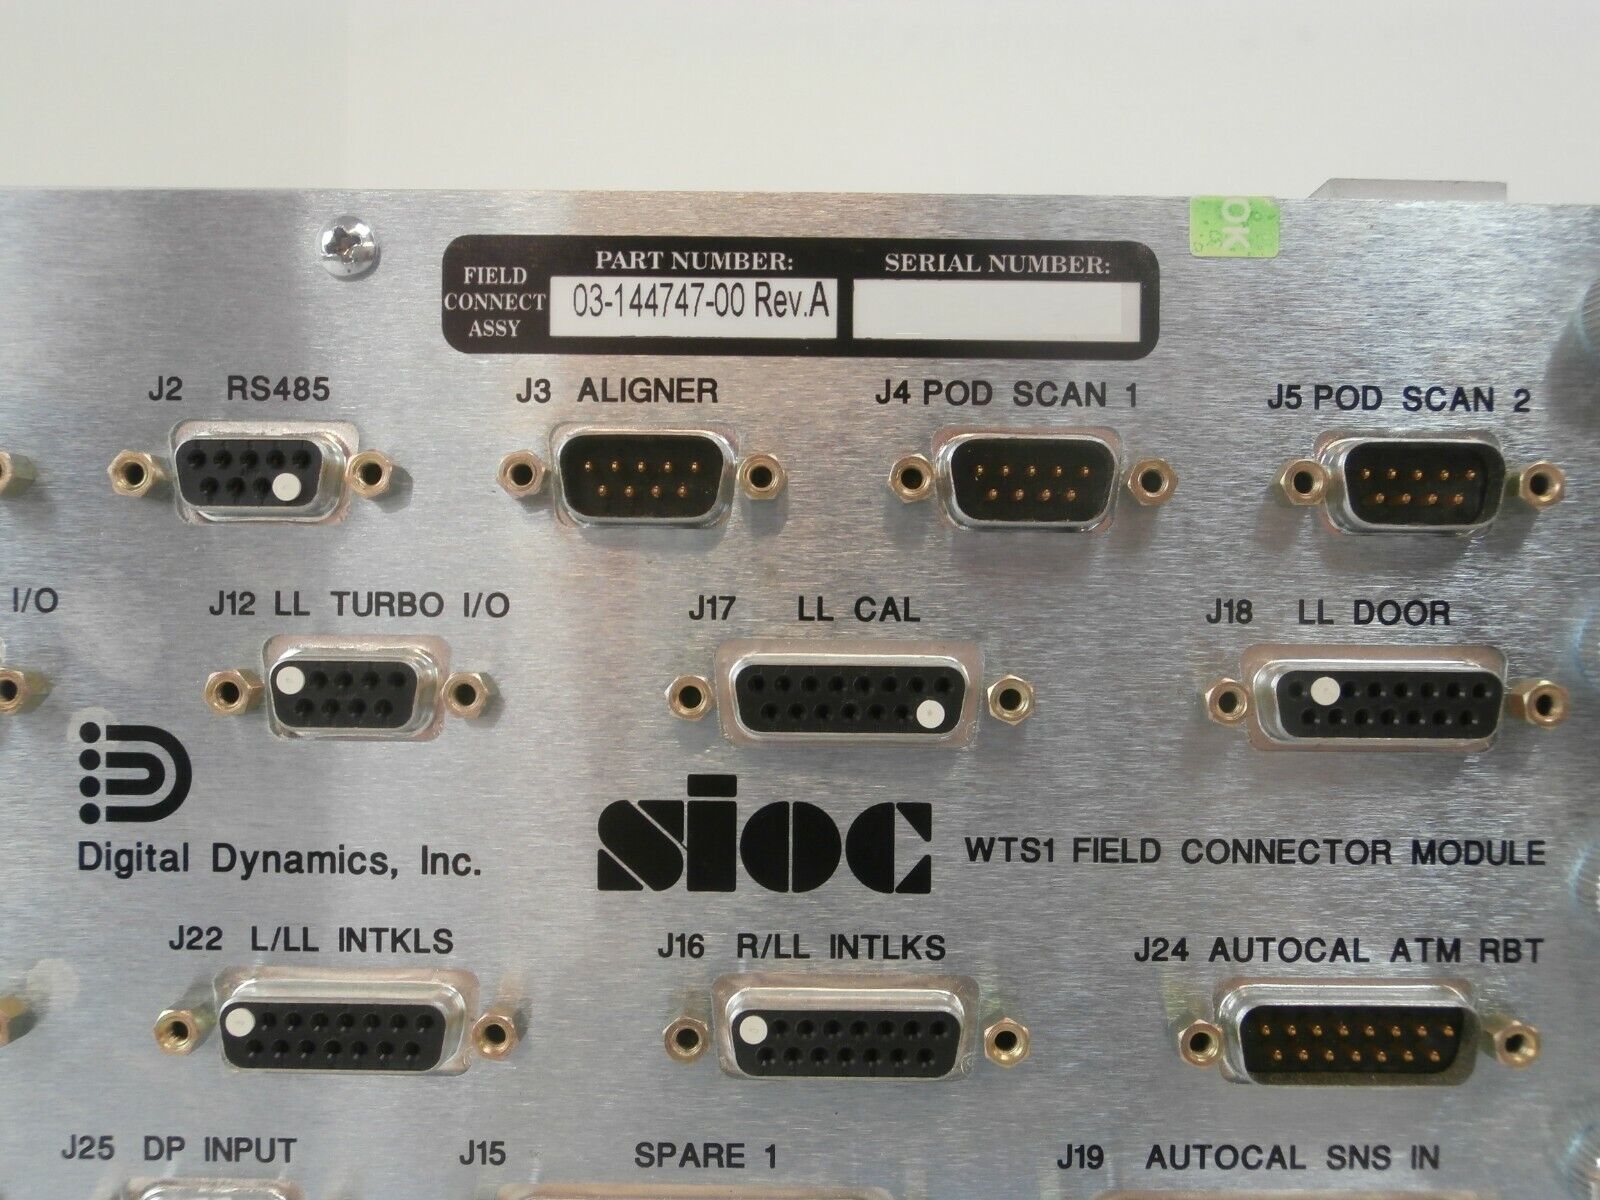 OK
FIELD CONNECT ASSY
PART NUMBER:
03-144747-00 Rev.A
SERIAL NUMBER:
J2 RS485
J3 ALIGNER
J4 POD SCAN 1
J5 POD SCAN 2
I/O
J12 LL TURBO I/O
J17 LL CAL
J18 LL DOOR
Digital Dynamics, Inc.
sioc
WTS1 FIELD CONNECTOR MODULE
J22 L/LL INTKLS
J16 R/LL INTLKS
J24 AUTOCAL ATM RBT
J25 DP INPUT
J15 SPARE 1
J19 AUTOCAL SNS IN